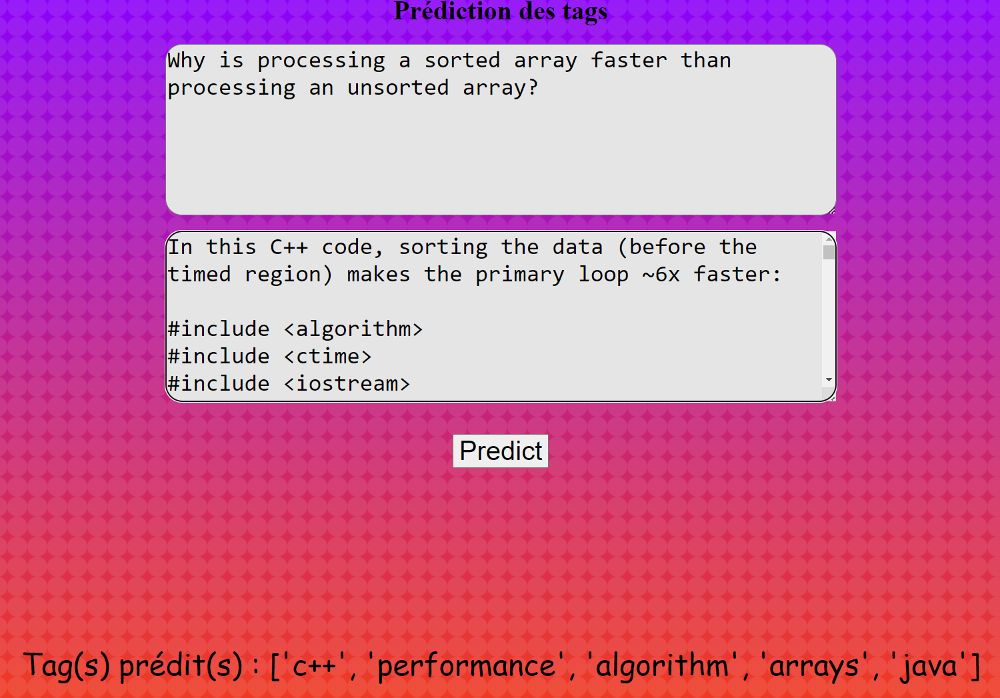 Prédiction des tags
Why is processing a sorted array faster than
processing an unsorted array?
In this C++ code, sorting the data (before the
timed region) makes the primary loop ~6x faster:
#include <algorithm>
#include <ctime>
#include <iostream>
Predict
Tag(s) prédit(s) : ['c++', 'performance', 'algorithm', 'arrays', 'java']